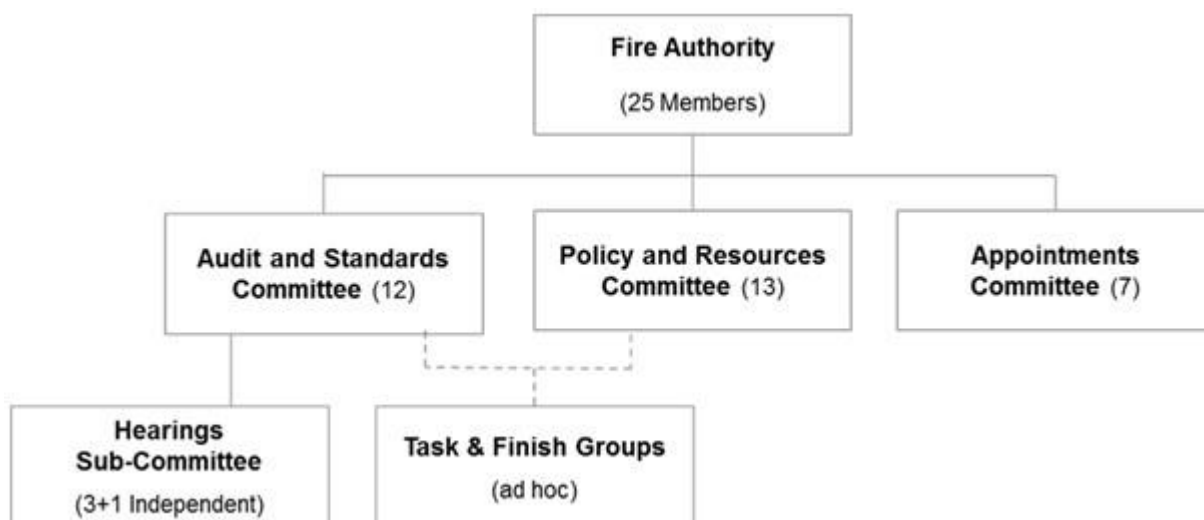 Fire Authority
(25 Members)
Audit and Standards
Committee (12)
Policy and Resources
Committee (13)
Appointments
Committee (7)
Hearings
Sub-Committee
(3+1 Independent)
Task & Finish Groups
(ad hoc)